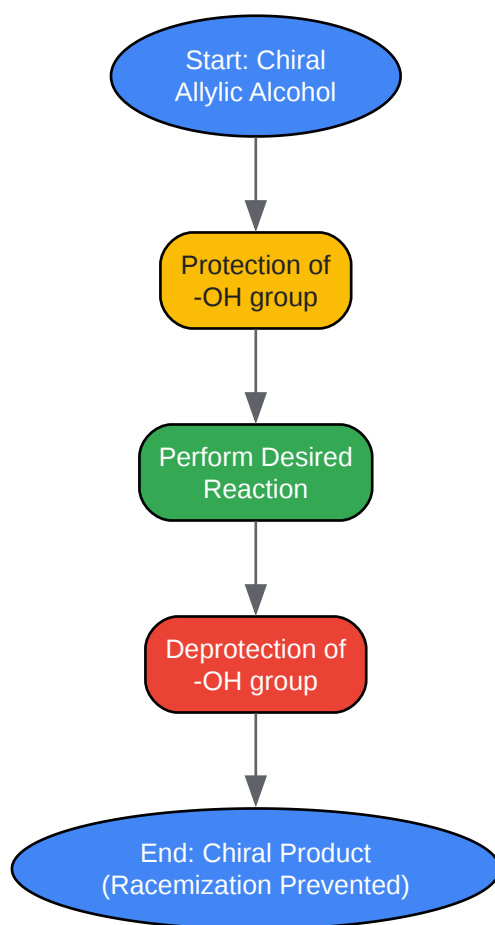 Start: Chiral
Allylic Alcohol
Protection of
-OH group
Perform Desired
Reaction
Deprotection of
-OH group
End: Chiral Product
(Racemization Prevented)